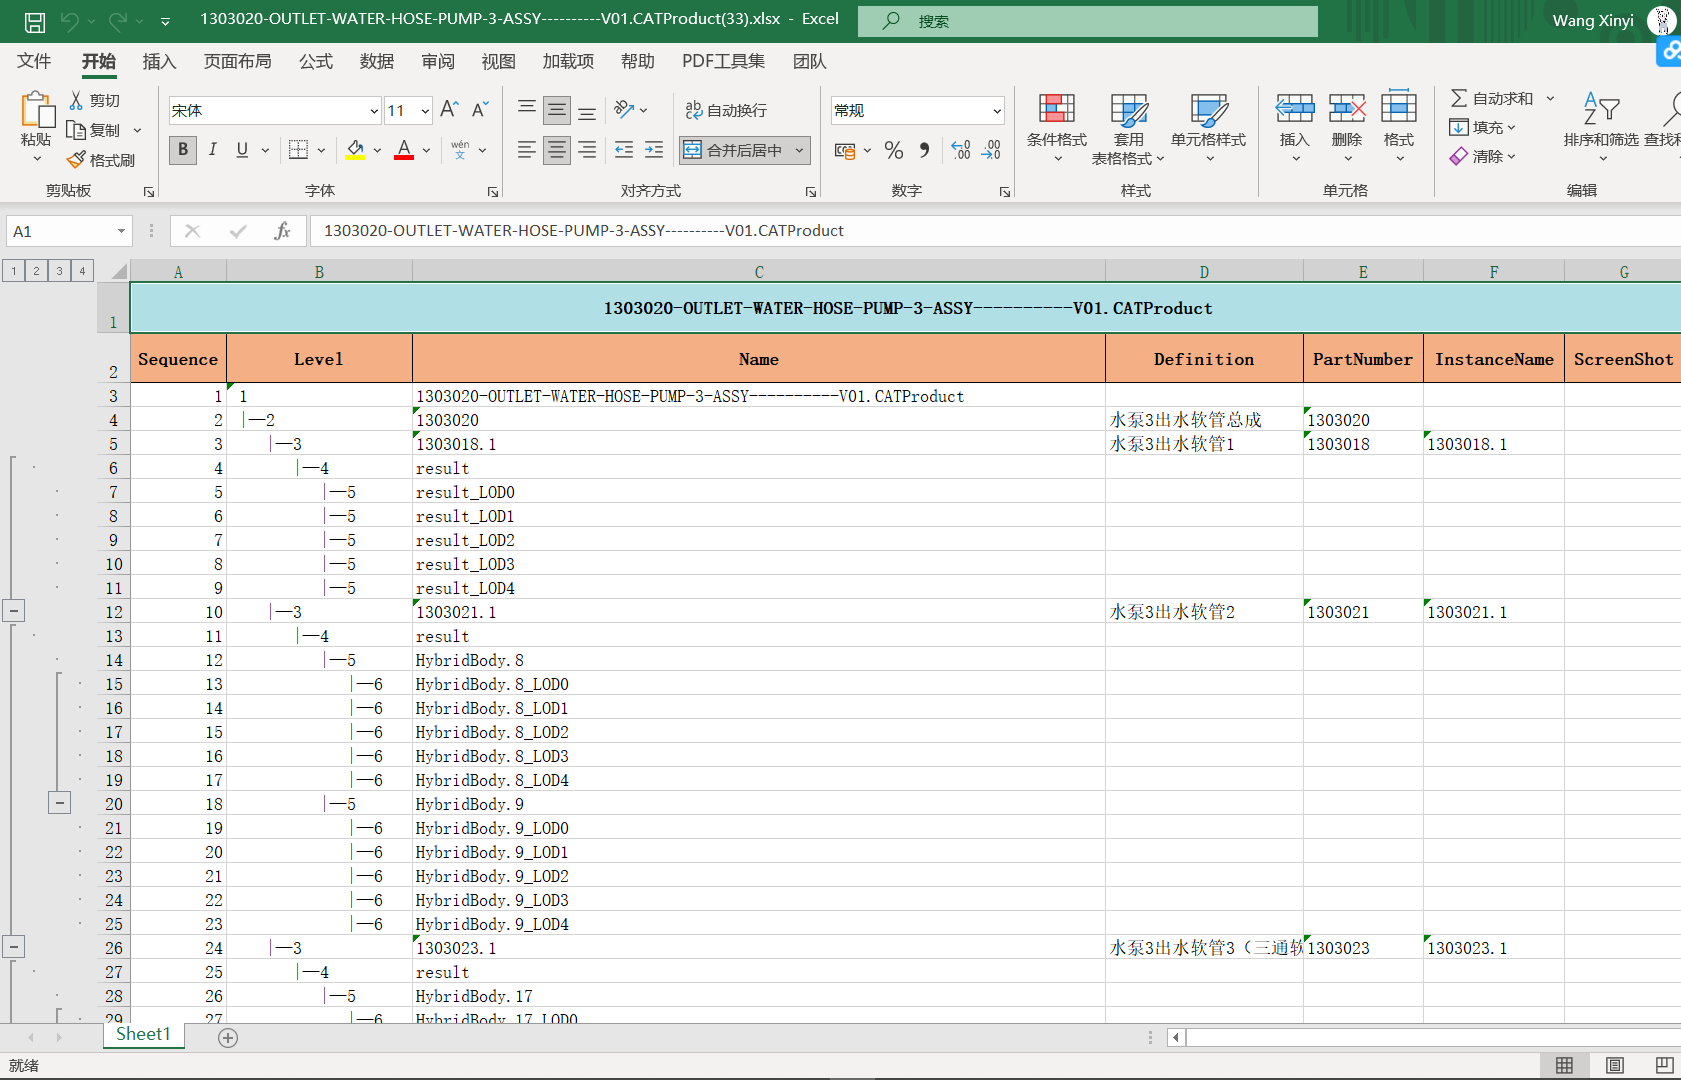 1303020-OUTLET-WATER-HOSE-PUMP-3-ASSY----------V01.CATProduct(33).xlsx - Excel
搜索
Wang Xinyi
文件 开始 插入 页面布局 公式 数据 审阅 视图 加载项 帮助 PDF工具集 团队
粘贴 剪切 复制 格式刷 剪贴板
宋体 11 B I U A wén 文 字体
自动换行 合并后居中 对齐方式
常规 % 数字
条件格式 套用表格格式 单元格样式 样式
插入 删除 格式 单元格
自动求和 填充 清除 排序和筛选 编辑
A1 fx 1303020-OUTLET-WATER-HOSE-PUMP-3-ASSY----------V01.CATProduct
1 2 3 4 A B C D E F G
1 1303020-OUTLET-WATER-HOSE-PUMP-3-ASSY----------V01.CATProduct
2 Sequence Level Name Definition PartNumber InstanceName ScreenShot
3 1 1 1303020-OUTLET-WATER-HOSE-PUMP-3-ASSY----------V01.CATProduct
4 2 |—2 1303020 水泵3出水软管总成 1303020
5 3 |—3 1303018.1 水泵3出水软管1 1303018 1303018.1
6 4 |—4 result
7 5 |—5 result_LOD0
8 6 |—5 result_LOD1
9 7 |—5 result_LOD2
10 8 |—5 result_LOD3
11 9 |—5 result_LOD4
12 10 |—3 1303021.1 水泵3出水软管2 1303021 1303021.1
13 11 |—4 result
14 12 |—5 HybridBody.8
15 13 |—6 HybridBody.8_LOD0
16 14 |—6 HybridBody.8_LOD1
17 15 |—6 HybridBody.8_LOD2
18 16 |—6 HybridBody.8_LOD3
19 17 |—6 HybridBody.8_LOD4
20 18 |—5 HybridBody.9
21 19 |—6 HybridBody.9_LOD0
22 20 |—6 HybridBody.9_LOD1
23 21 |—6 HybridBody.9_LOD2
24 22 |—6 HybridBody.9_LOD3
25 23 |—6 HybridBody.9_LOD4
26 24 |—3 1303023.1 水泵3出水软管3（三通软 1303023 1303023.1
27 25 |—4 result
28 26 |—5 HybridBody.17
29 27 |—6 HybridBody.17_LOD0
Sheet1
就绪